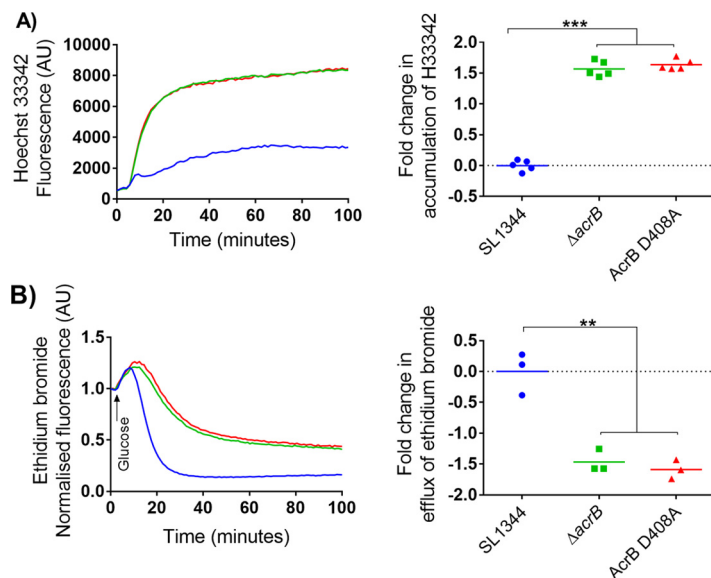 A)
Hoechst 33342
Fluorescence (AU)
10000
8000
6000
4000
2000
0
0 20 40 60 80 100
Time (minutes)
Fold change in
accumulation of H33342
***
2.0
1.5
1.0
0.5
0.0
-0.5
SL1344
ΔacrB
AcrB D408A
B)
Ethidium bromide
Normalised fluorescence (AU)
1.5
1.0
0.5
0.0
Glucose
0 20 40 60 80 100
Time (minutes)
Fold change in
efflux of ethidium bromide
**
0.5
0.0
-0.5
-1.0
-1.5
-2.0
SL1344
ΔacrB
AcrB D408A